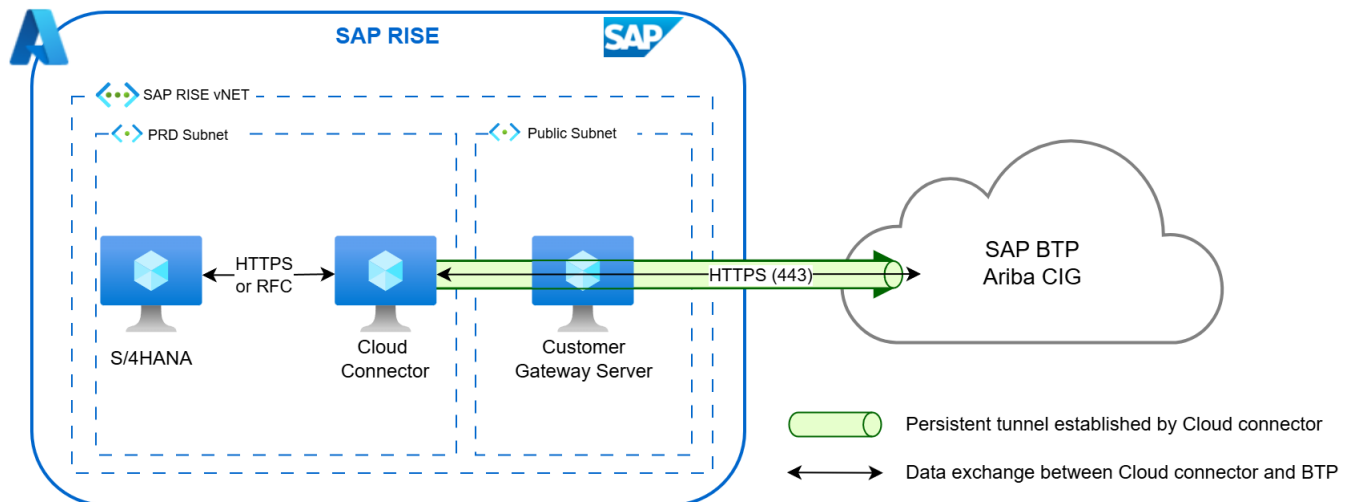 SAP RISE
SAP
SAP RISE vNET
PRD Subnet
Public Subnet
HTTPS
or RFC
HTTPS (443)
SAP BTP
Ariba CIG
S/4HANA
Cloud
Connector
Customer
Gateway Server
Persistent tunnel established by Cloud connector
Data exchange between Cloud connector and BTP